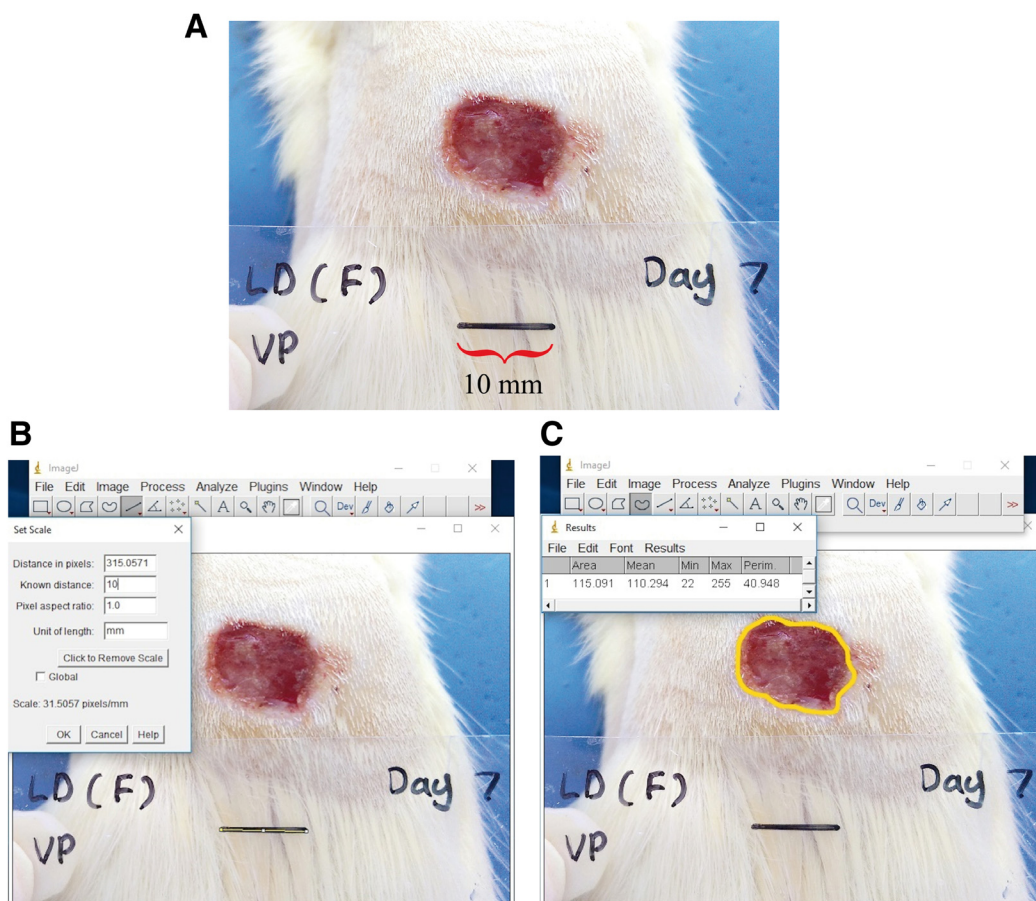 A
LD (F)
Day 7
VP
10 mm
B
ImageJ
File Edit Image Process Analyze Plugins Window Help
A Dev >>
Set Scale
Distance in pixels: 315.0571
Known distance: 10
Pixel aspect ratio: 1.0
Unit of length: mm
Click to Remove Scale
Global
Scale: 31.5057 pixels/mm
OK Cancel Help
LD (F)
Day 7
VP
C
ImageJ
File Edit Image Process Analyze Plugins Window Help
A Dev >>
Results
File Edit Font Results
Area Mean Min Max Perim.
1 115.091 110.294 22 255 40.948
LD (F)
Day 7
VP